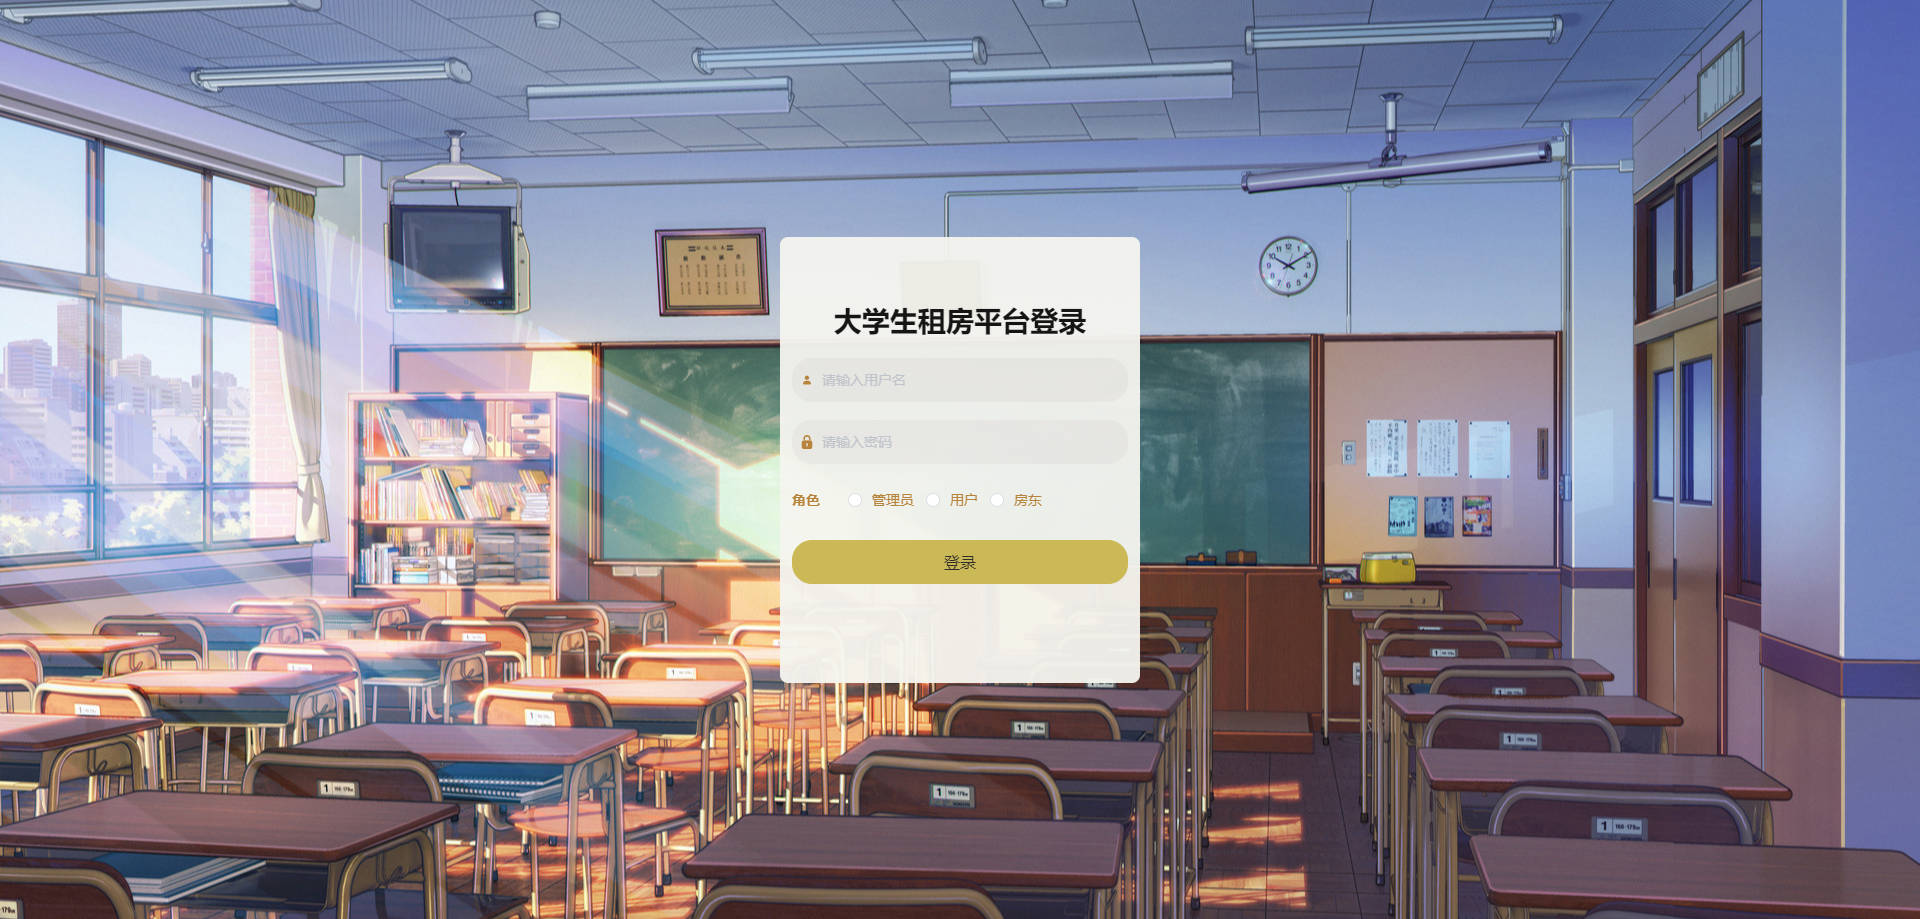 大学生租房平台登录
请输入用户名
请输入密码
角色 管理员 用户 房东
登录